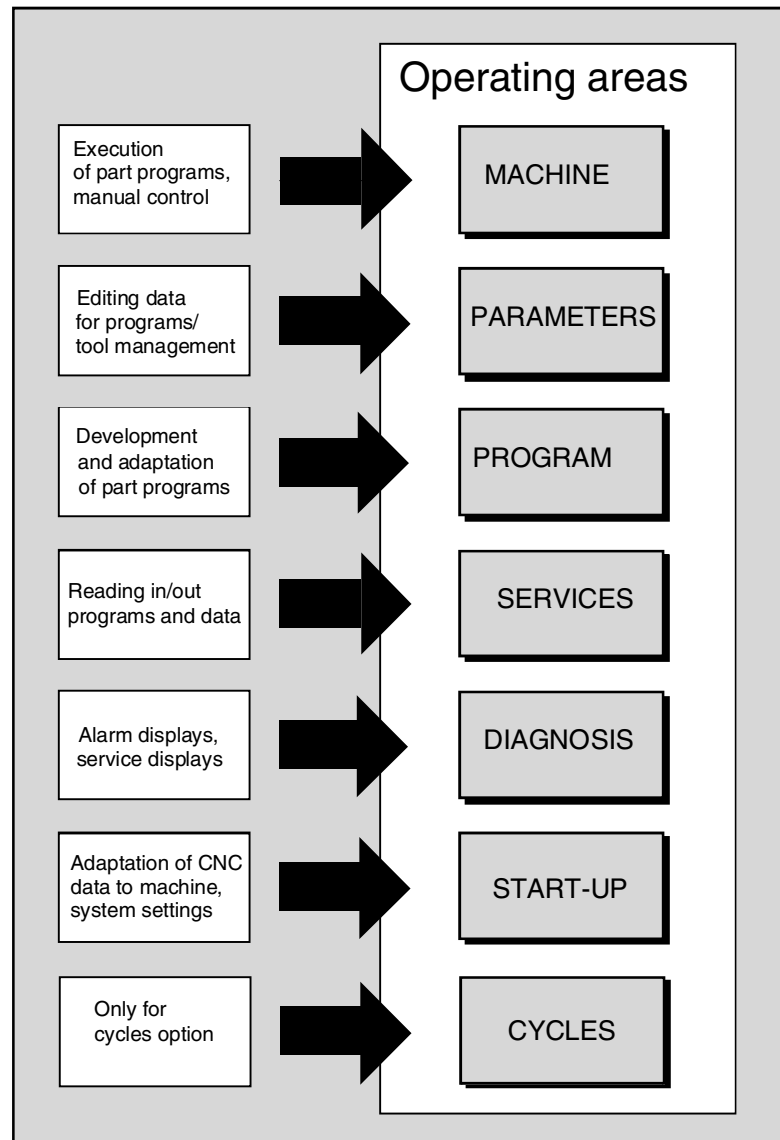 Operating areas
Execution
of part programs,
manual control
MACHINE
Editing data
for programs/
tool management
PARAMETERS
Development
and adaptation
of part programs
PROGRAM
Reading in/out
programs and data
SERVICES
Alarm displays,
service displays
DIAGNOSIS
Adaptation of CNC
data to machine,
system settings
START-UP
Only for
cycles option
CYCLES